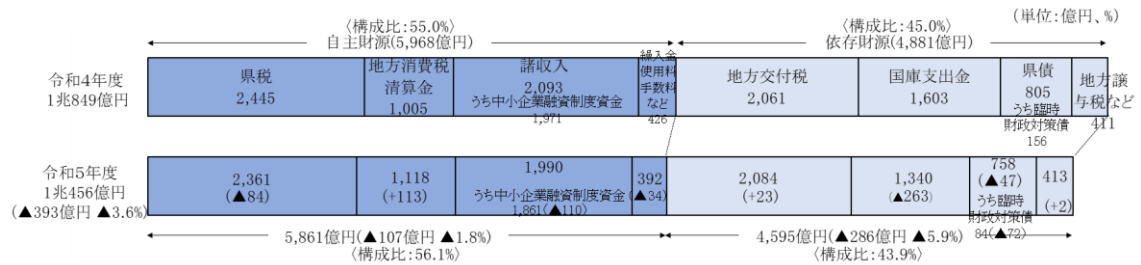 (単位:億円、%)
〈構成比:55.0%〉
自主財源(5,968億円)
〈構成比:45.0%〉
依存財源(4,881億円)
令和4年度
1兆849億円
県税
2,445
地方消費税
清算金
1,005
諸収入
2,093
うち中小企業融資制度資金
1,971
繰入金
使用料
手数料
など
426
地方交付税
2,061
国庫支出金
1,603
県債
805
うち臨時
財政対策債
156
地方譲
与税など
411
令和5年度
1兆456億円
(▲393億円 ▲3.6%)
2,361
(▲84)
1,118
(+113)
1,990
うち中小企業融資制度資金
1,861(▲110)
392
(▲34)
2,084
(+23)
1,340
(▲263)
758
(▲47)
うち臨時
財政対策債
84(▲72)
413
(+2)
5,861億円(▲107億円 ▲1.8%)
〈構成比:56.1%〉
4,595億円(▲286億円 ▲5.9%)
〈構成比:43.9%〉